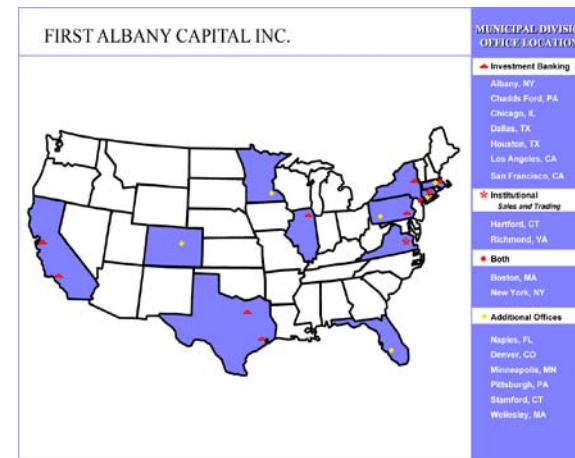 FIRST ALBANY CAPITAL INC.
MUNICIPAL DIVISIO
OFFICE LOCATION
Investment Banking
Albany, NY
Chadds Ford, PA
Chicago, IL
Dallas, TX
Houston, TX
Los Angeles, CA
San Francisco, CA
Institutional
Sales and Trading
Hartford, CT
Richmond, VA
Both
Boston, MA
New York, NY
Additional Offices
Naples, FL
Denver, CO
Minneapolis, MN
Pittsburgh, PA
Stamford, CT
Wellesley, MA